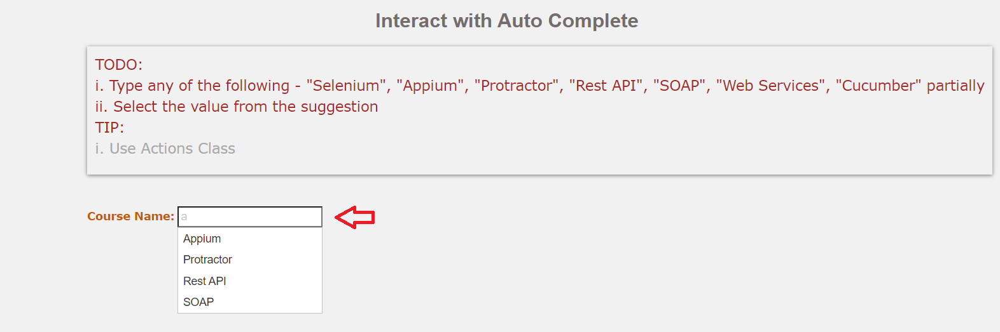 Interact with Auto Complete
TODO:
i. Type any of the following - "Selenium", "Appium", "Protractor", "Rest API", "SOAP", "Web Services", "Cucumber" partially
ii. Select the value from the suggestion
TIP:
i. Use Actions Class
Course Name: a
Appium
Protractor
Rest API
SOAP